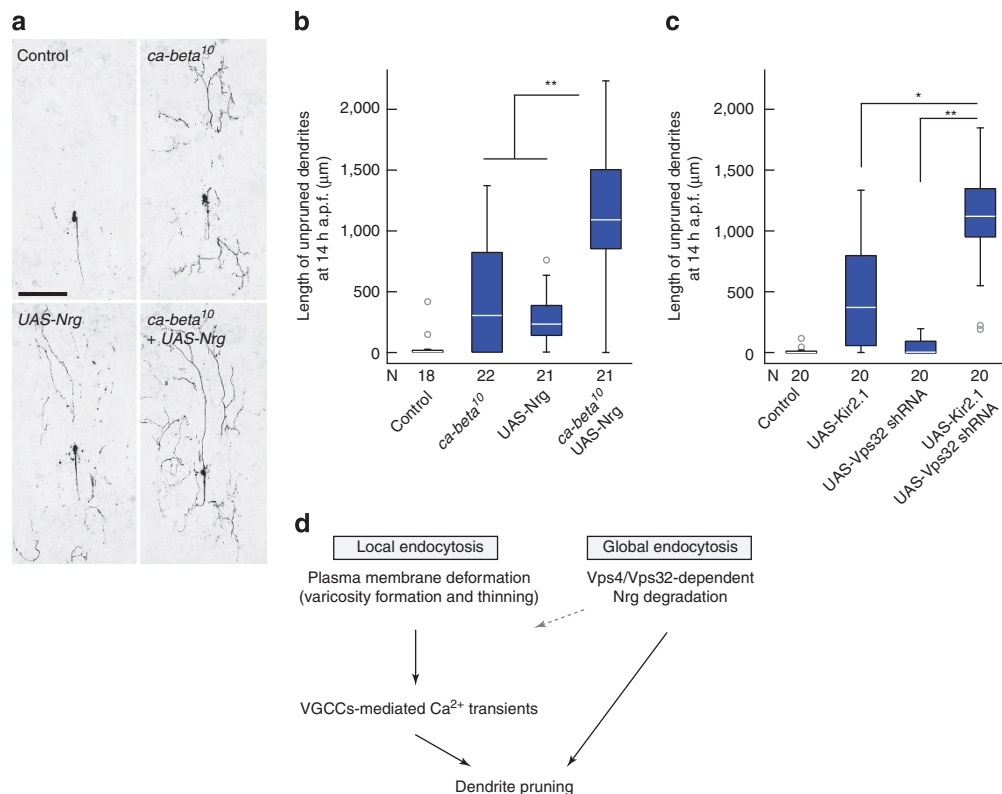 a
Control
ca-beta¹⁰
UAS-Nrg
ca-beta¹⁰
+ UAS-Nrg
b
Length of unpruned dendrites
at 14 h a.p.f. (μm)
2,000
1,500
1,000
500
0
**
N 18 22 21 21
Control
ca-beta¹⁰
UAS-Nrg
ca-beta¹⁰
UAS-Nrg
c
Length of unpruned dendrites
at 14 h a.p.f. (μm)
2,000
1,500
1,000
500
0
*
**
N 20 20 20 20
Control
UAS-Kir2.1
UAS-Vps32 shRNA
UAS-Kir2.1
UAS-Vps32 shRNA
d
Local endocytosis
Plasma membrane deformation
(varicosity formation and thinning)
Global endocytosis
Vps4/Vps32-dependent
Nrg degradation
VGCCs-mediated Ca²⁺ transients
Dendrite pruning